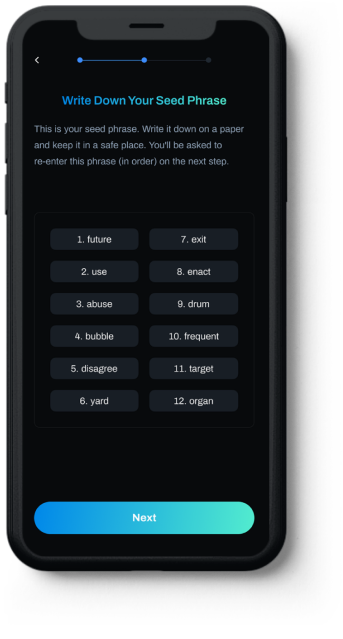 Write Down Your Seed Phrase
This is your seed phrase. Write it down on a paper
and keep it in a safe place. You'll be asked to
re-enter this phrase (in order) on the next step.
1. future
7. exit
2. use
8. enact
3. abuse
9. drum
4. bubble
10. frequent
5. disagree
11. target
6. yard
12. organ
Next